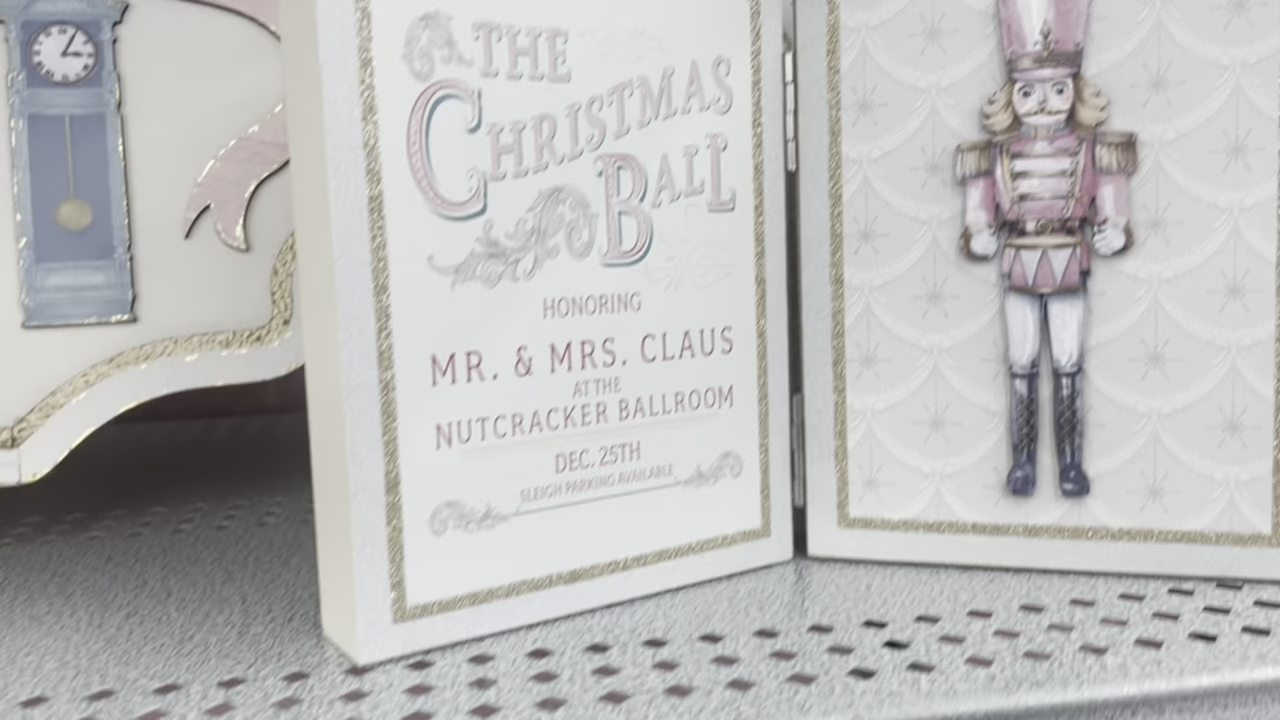 THE
CHRISTMAS
BALL
HONORING
MR. & MRS. CLAUS
AT THE
NUTCRACKER BALLROOM
DEC. 25TH
SLEIGH PARKING AVAILABLE